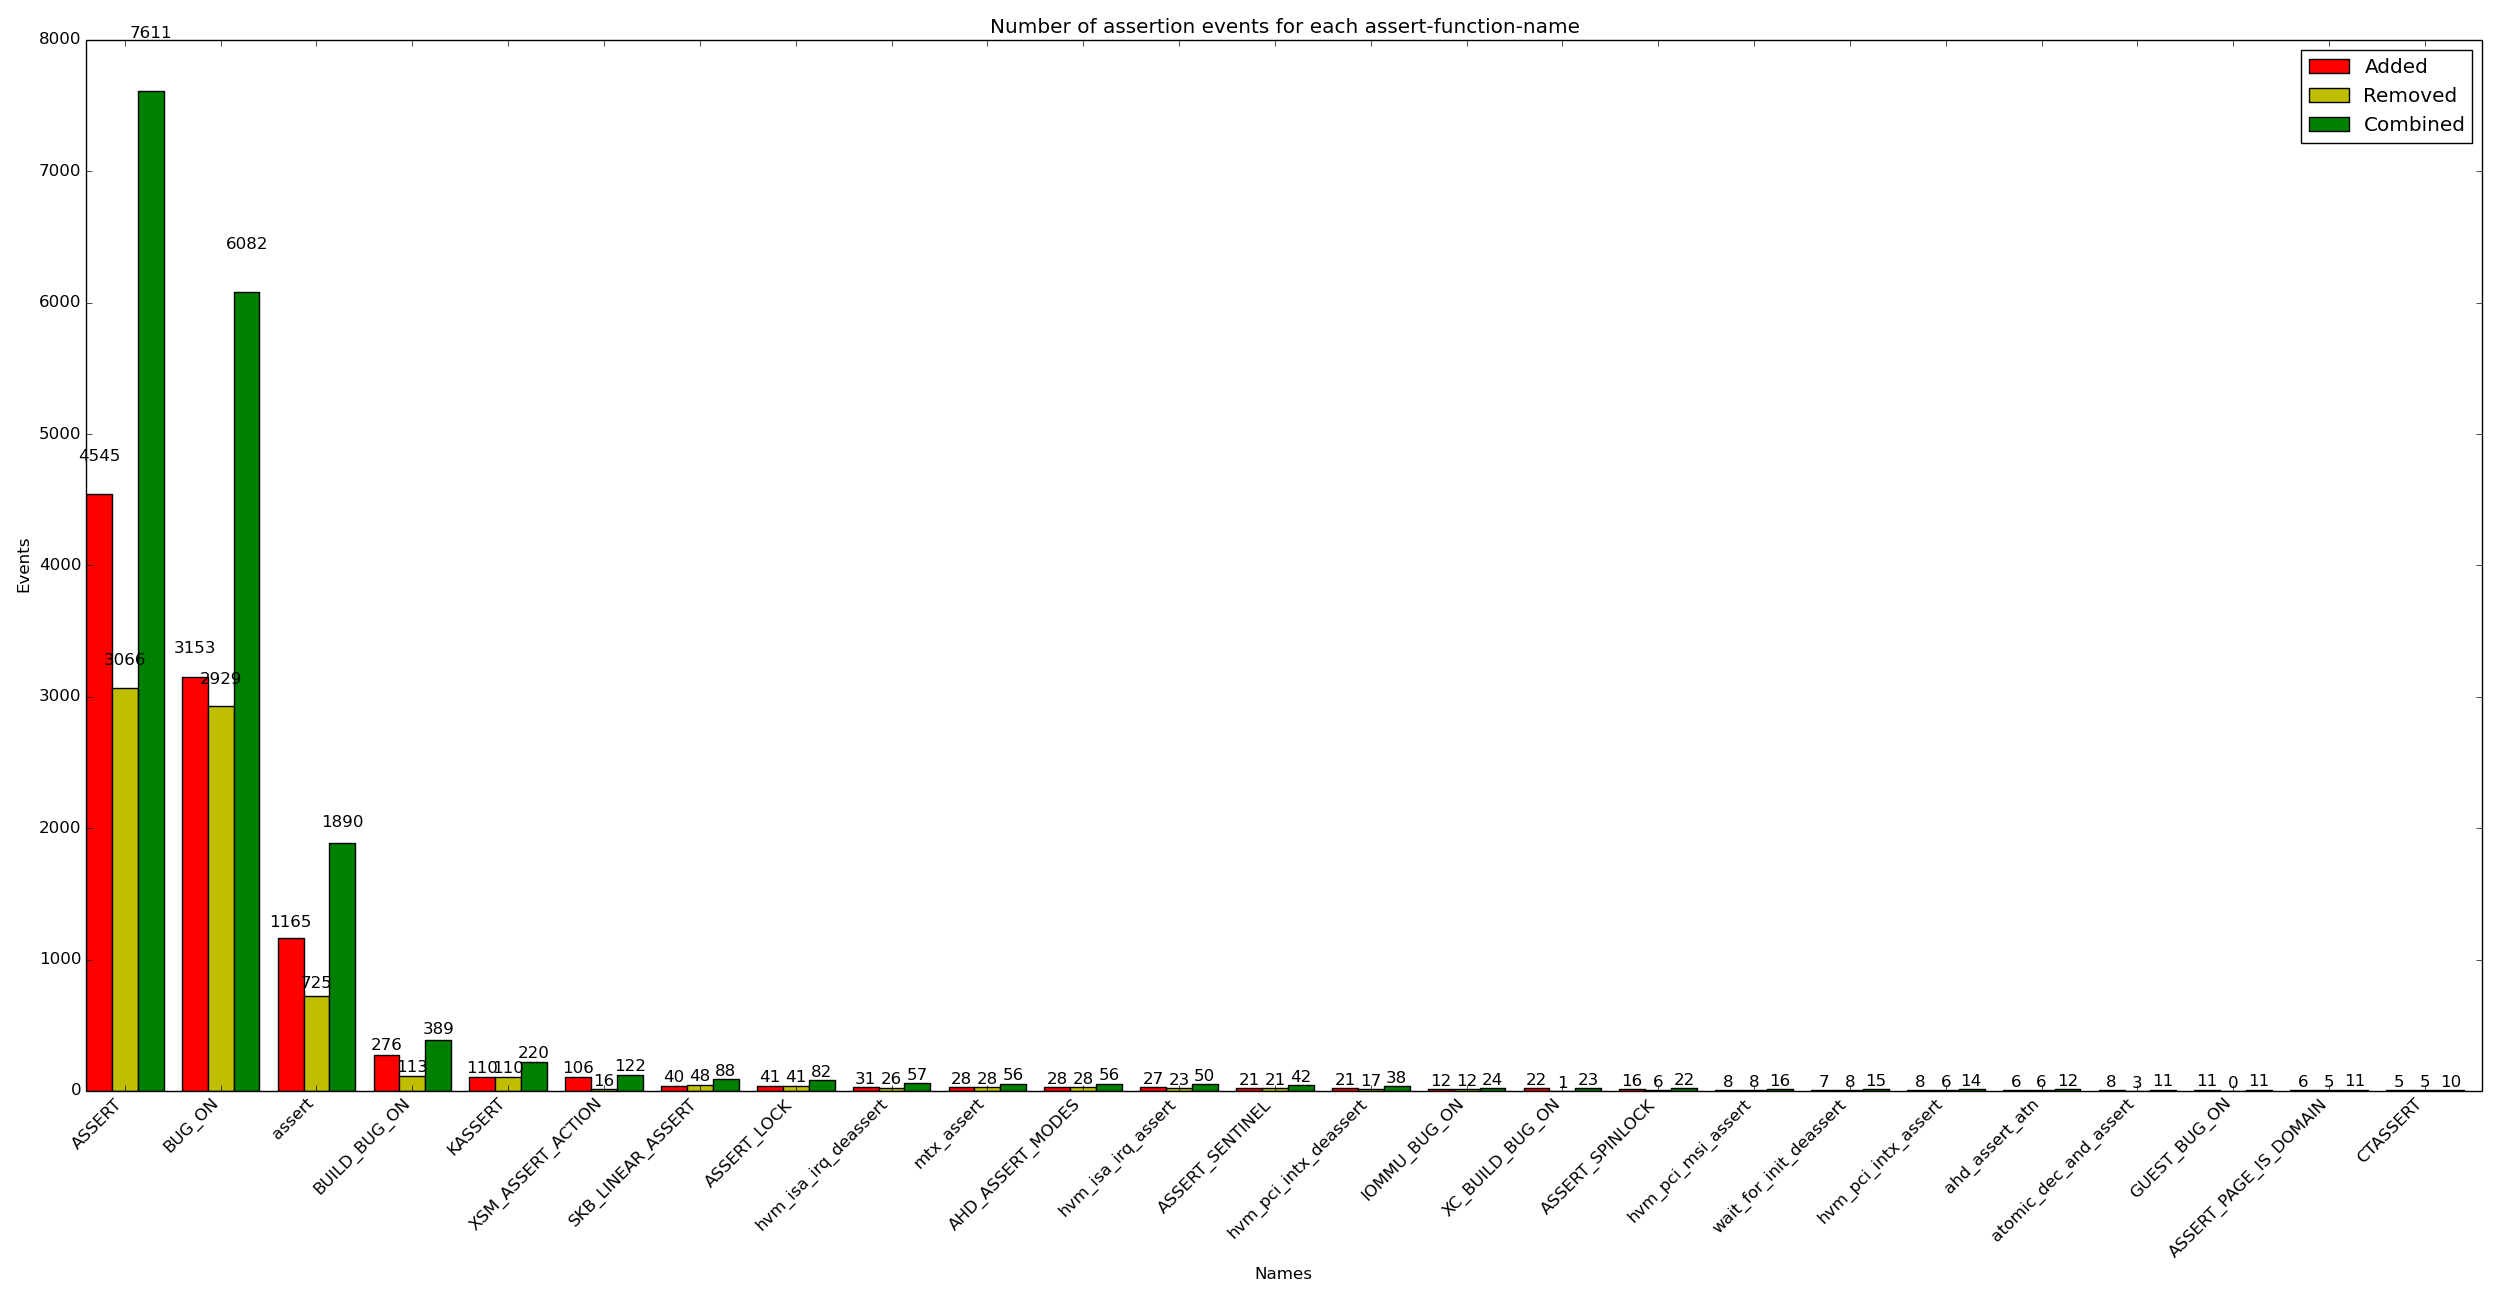 Number of assertion events for each assert-function-name
Added
Removed
Combined
Events
8000
7000
6000
5000
4000
3000
2000
1000
0
4545 3066 7611
3153 2929 6082
1165 725 1890
276 113 389
110 110 220
106 16 122
40 48 88
41 41 82
31 26 57
28 28 56
28 28 56
27 23 50
21 21 42
21 17 38
12 12 24
22 1 23
16 6 22
8 8 16
7 8 15
8 6 14
6 6 12
8 3 11
11 0 11
6 5 11
5 5 10
ASSERT
BUG_ON
assert
BUILD_BUG_ON
KASSERT
XSM_ASSERT_ACTION
SKB_LINEAR_ASSERT
ASSERT_LOCK
hvm_isa_irq_deassert
mtx_assert
AHD_ASSERT_MODES
hvm_isa_irq_assert
ASSERT_SENTINEL
hvm_pci_intx_deassert
IOMMU_BUG_ON
XC_BUILD_BUG_ON
ASSERT_SPINLOCK
hvm_pci_msi_assert
wait_for_init_deassert
hvm_pci_intx_assert
ahd_assert_atn
atomic_dec_and_assert
GUEST_BUG_ON
ASSERT_PAGE_IS_DOMAIN
CTASSERT
Names